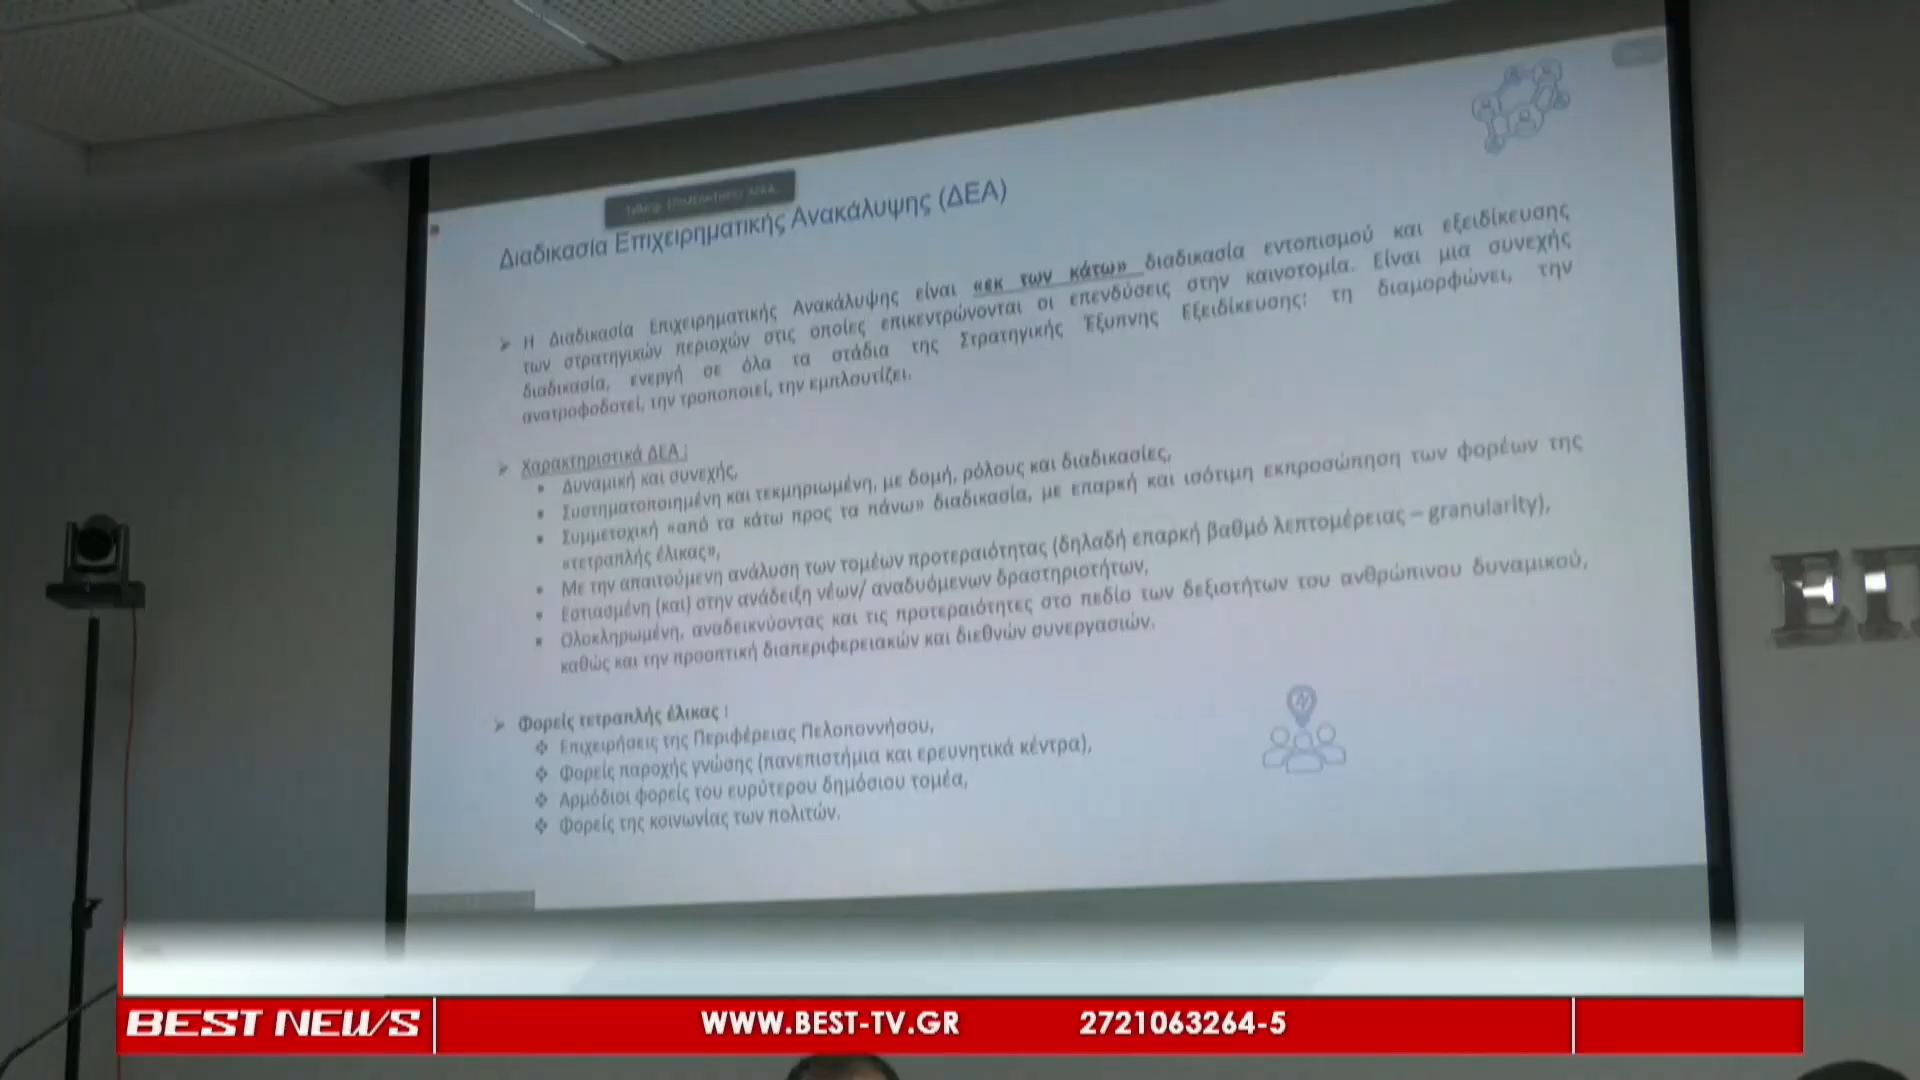 Διαδικασία Επιχειρηματικής Ανακάλυψης (ΔΕΑ)
➢ Η Διαδικασία Επιχειρηματικής Ανακάλυψης είναι «εκ των κάτω» διαδικασία εντοπισμού και εξειδίκευσης
των στρατηγικών περιοχών στις οποίες επικεντρώνονται οι επενδύσεις στην καινοτομία. Είναι μια συνεχής
διαδικασία, ενεργή σε όλα τα στάδια της Στρατηγικής Έξυπνης Εξειδίκευσης: τη διαμορφώνει, την
ανατροφοδοτεί, την τροποποιεί, την εμπλουτίζει.
➢ Χαρακτηριστικά ΔΕΑ :
▪ Δυναμική και συνεχής,
▪ Συστηματοποιημένη και τεκμηριωμένη, με δομή, ρόλους και διαδικασίες,
▪ Συμμετοχική «από τα κάτω προς τα πάνω» διαδικασία, με επαρκή και ισότιμη εκπροσώπηση των φορέων της
«τετραπλής έλικας»,
▪ Με την απαιτούμενη ανάλυση των τομέων προτεραιότητας (δηλαδή επαρκή βαθμό λεπτομέρειας – granularity),
▪ Εστιασμένη (και) στην ανάδειξη νέων/ αναδυόμενων δραστηριοτήτων,
▪ Ολοκληρωμένη, αναδεικνύοντας και τις προτεραιότητες στο πεδίο των δεξιοτήτων του ανθρώπινου δυναμικού,
καθώς και την προοπτική διαπεριφερειακών και διεθνών συνεργασιών.
➢ Φορείς τετραπλής έλικας :
❖ Επιχειρήσεις της Περιφέρειας Πελοποννήσου,
❖ Φορείς παροχής γνώσης (πανεπιστήμια και ερευνητικά κέντρα),
❖ Αρμόδιοι φορείς του ευρύτερου δημόσιου τομέα,
❖ Φορείς της κοινωνίας των πολιτών.
BEST NEWS
WWW.BEST-TV.GR
2721063264-5